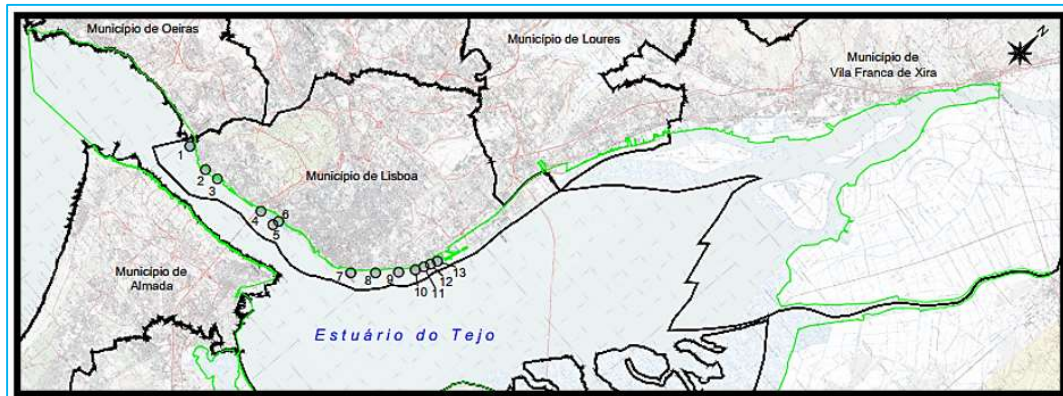 Município de Oeiras
Município de Loures
Município de
Vila Franca de Xira
N
1
2
3
Município de Lisboa
4
6
5
7
8
9
10
11
12
13
Município de
Almada
Estuário do Tejo